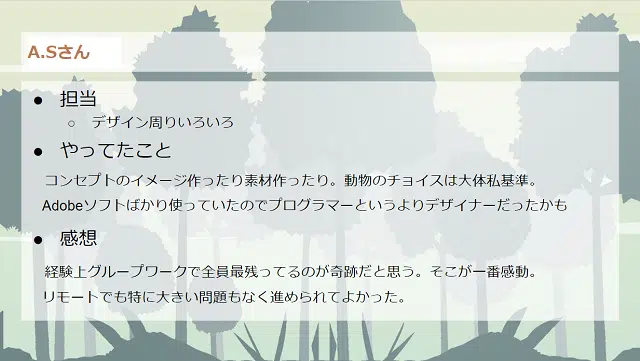 A.Sさん
● 担当
○ デザイン周りいろいろ
● やってたこと
コンセプトのイメージ作ったり素材作ったり。動物のチョイスは大体私基準。
Adobeソフトばかり使っていたのでプログラマーというよりデザイナーだったかも
● 感想
経験上グループワークで全員最残ってるのが奇跡だと思う。そこが一番感動。
リモートでも特に大きい問題もなく進められてよかった。